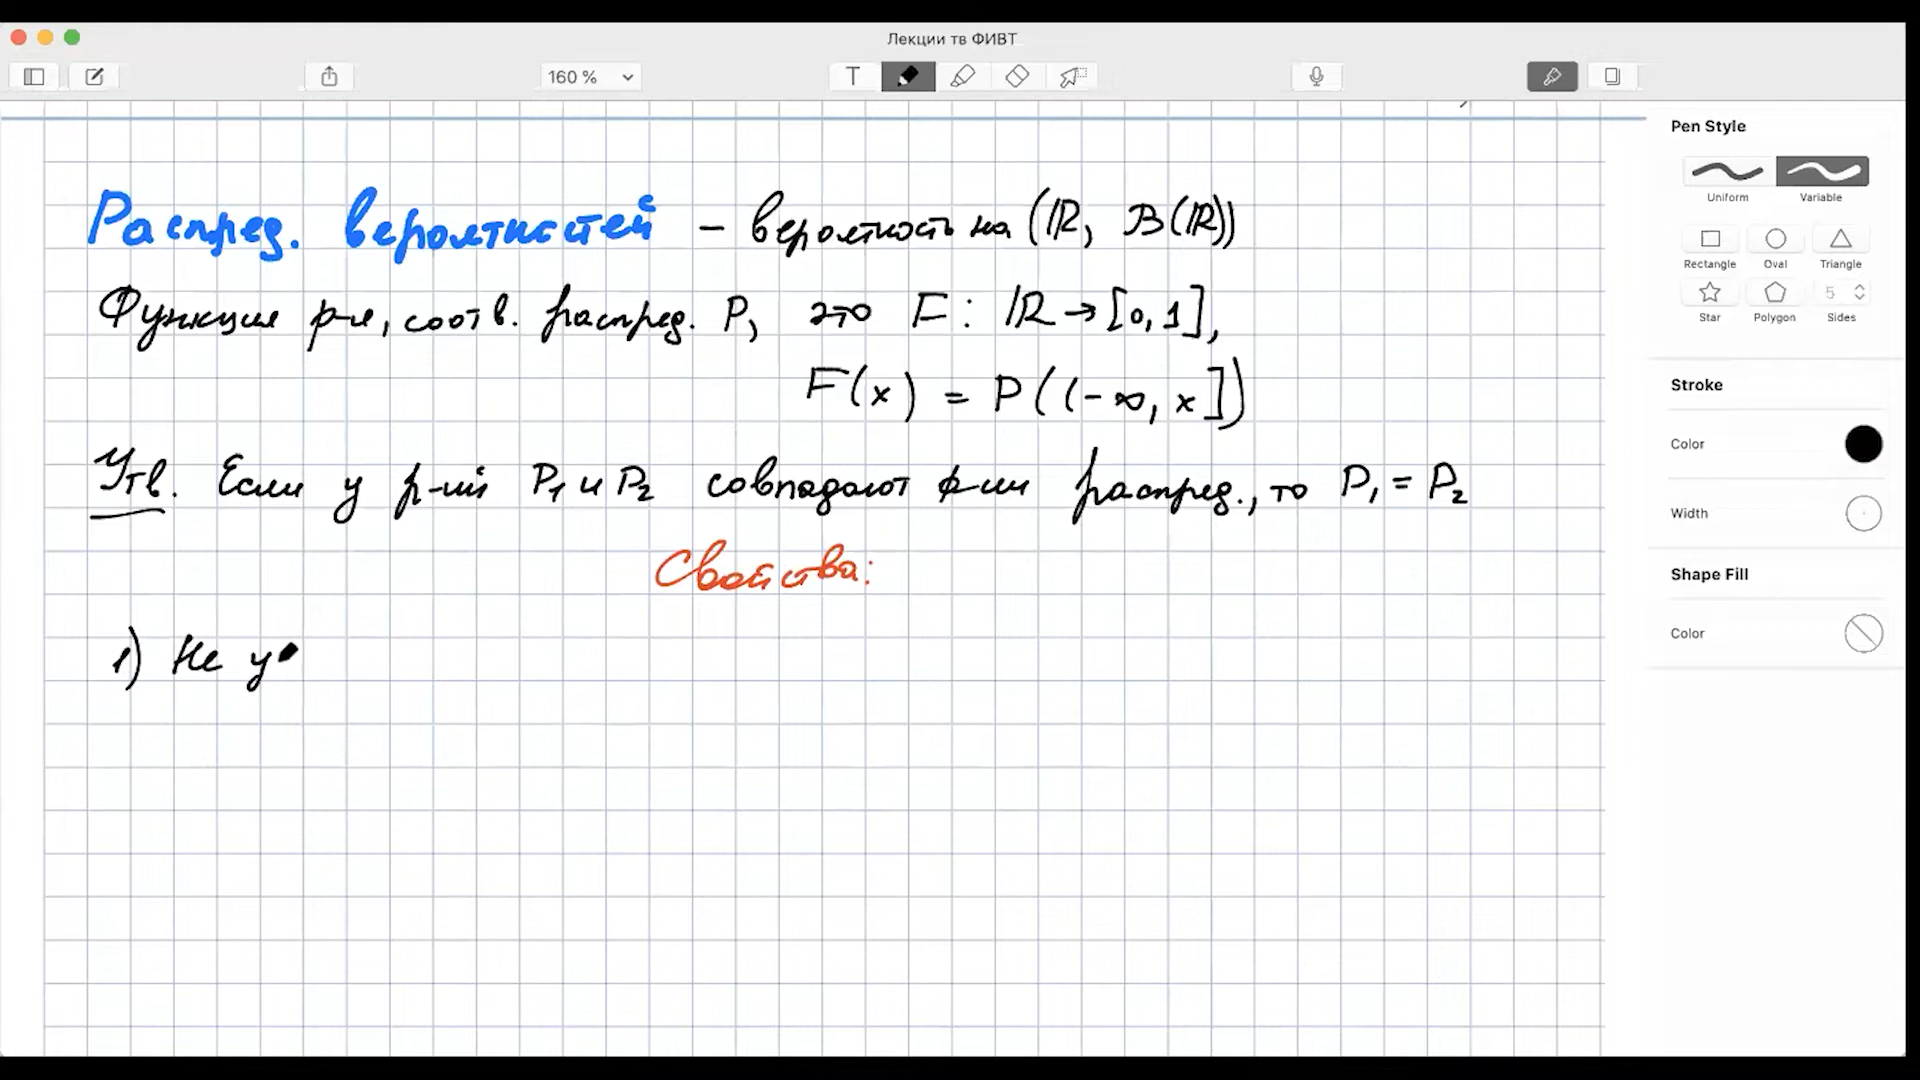 Лекции тв ФИВТ
160 %
T
Pen Style
Uniform
Variable
Rectangle
Oval
Triangle
5
Star
Polygon
Sides
Stroke
Color
Width
Shape Fill
Color
Распред. вероятностей – вероятность на (ℝ, ℬ(ℝ))
Функция р-я, соотв. распред. P, это F: ℝ → [0, 1],
F(x) = P((-∞, x])
Утв. Если у р-ий P₁ и P₂ совпадают ф-ии распред., то P₁ = P₂
Свойства:
1) Не у